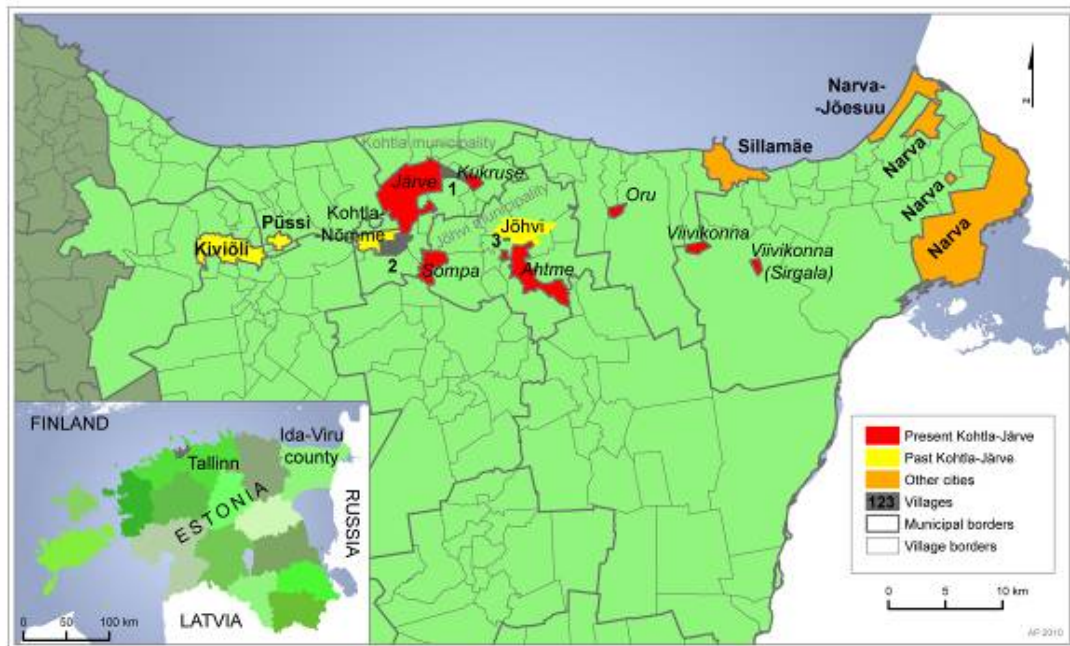 Narva-
-Jõesuu
Kohtla municipality
Sillamäe
Järve
Kukruse
1
Narva
Jõhvi municipality
Oru
Narva
Püssi
Kohtla-
Nõmme
Jõhvi
Kiviõli
3
Viivikonna
Narva
2
Sompa
Ahtme
Viivikonna
(Sirgala)
FINLAND
Ida-Viru
county
Tallinn
ESTONIA
RUSSIA
LATVIA
0 50 100 km
Present Kohtla-Järve
Past Kohtla-Järve
Other cities
123 Villages
Municipal borders
Village borders
0 5 10 km
AP 2010